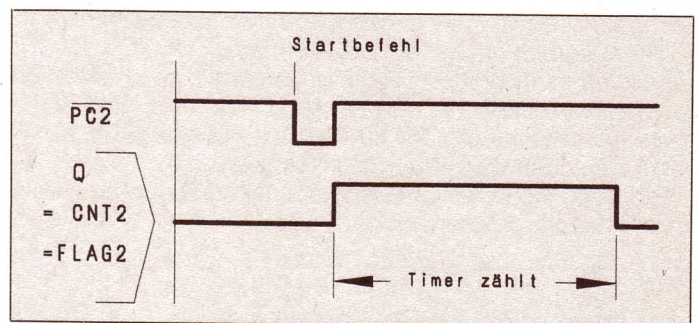 Startbefehl
PC2
Q
= CNT2
=FLAG2
Timer zählt